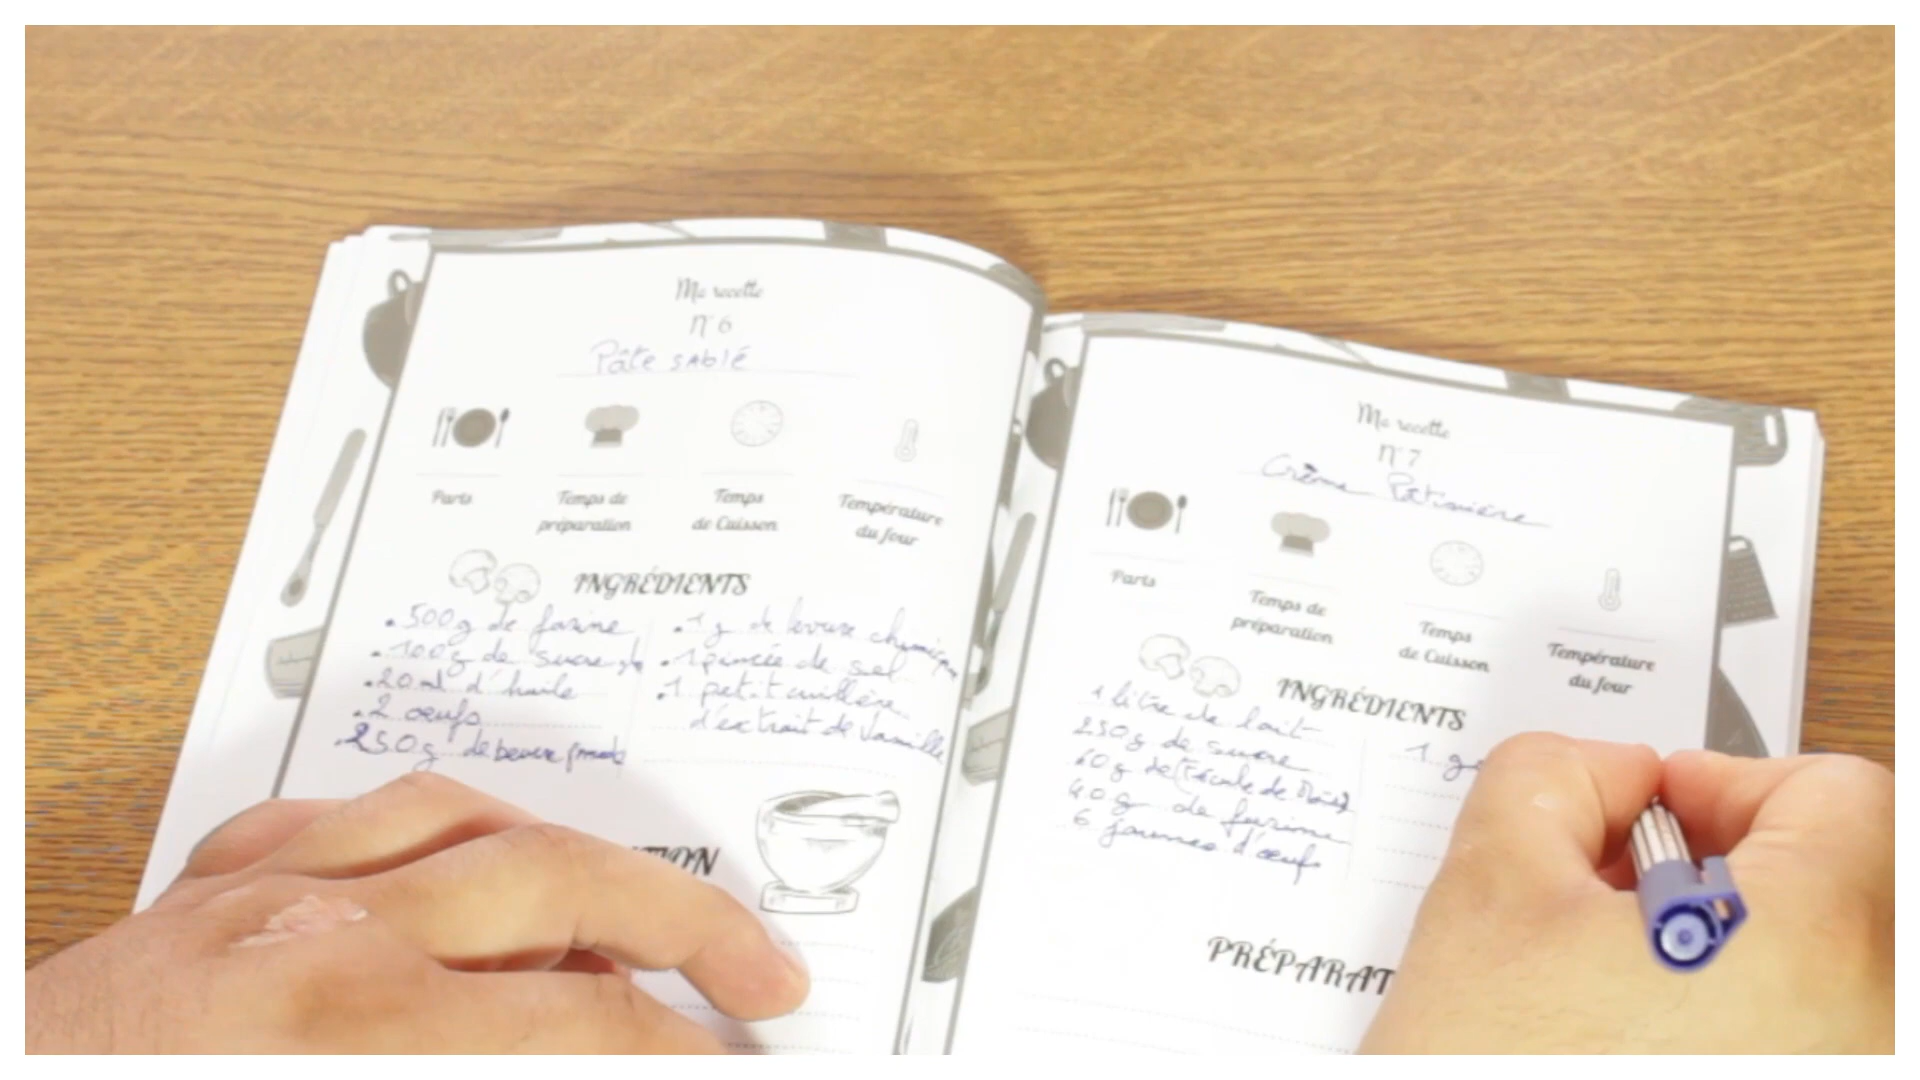 Ma recette
N°6
Pâte sablé
Parts
Temps de
préparation
Temps
de Cuisson
Température
du four
INGRÉDIENTS
. 500g de farine
. 100g de sucre
. 20ml d'huile
. 2 oeufs
. 250g de beurre
. 1g de levure chimique
. 1 pincée de sel
. 1 petit cuillère
d'extrait de Vanille
TION
Ma recette
N°7
Crème Patissière
Parts
Temps de
préparation
Temps
de Cuisson
Température
du four
INGRÉDIENTS
1 litre de lait
250g de sucre
60g de (fécule de Maïs)
40g de farine
6 jaunes d'oeufs
1 go
PRÉPARAT